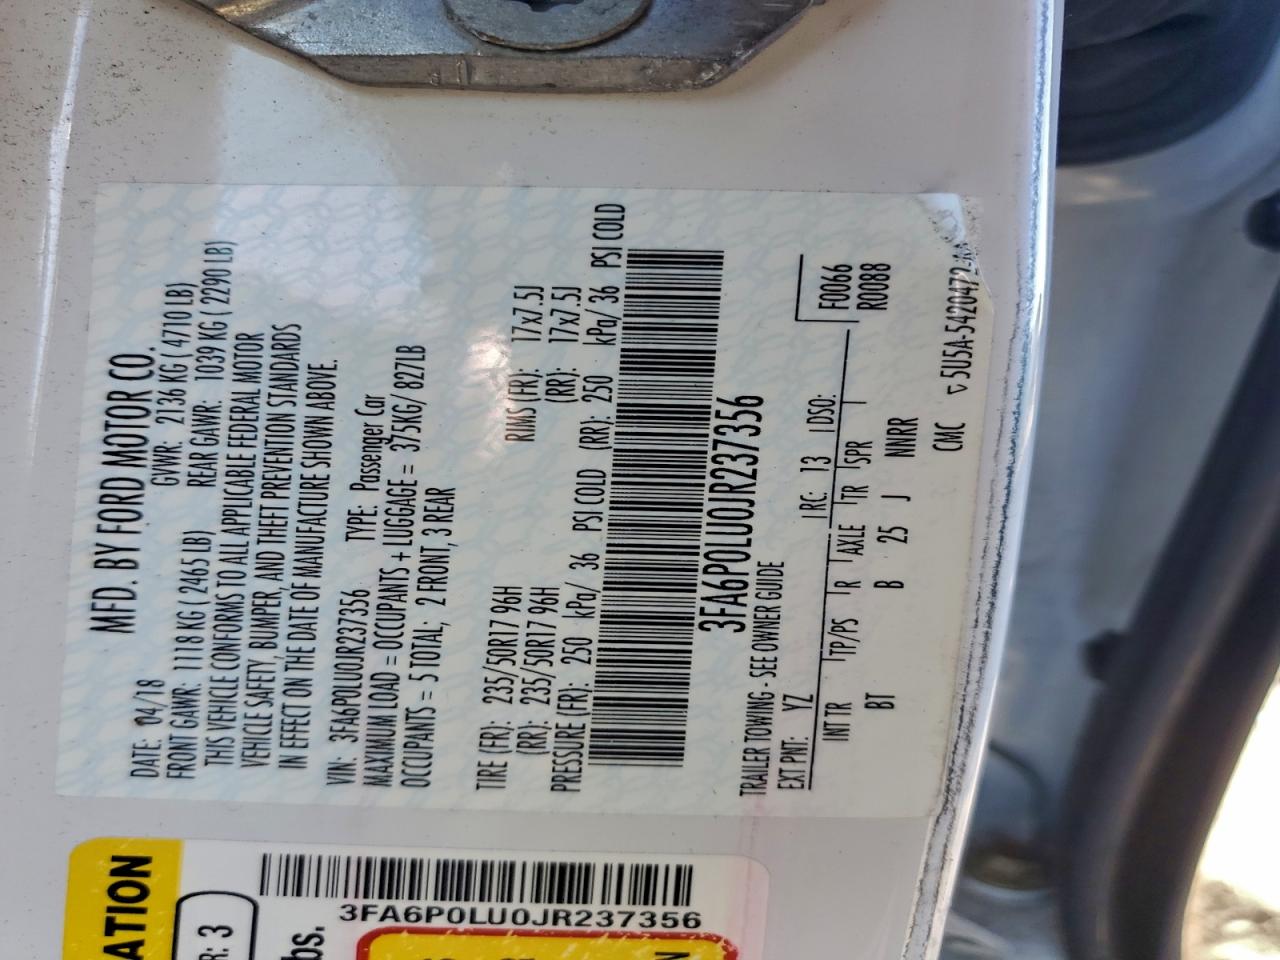 MFD. BY FORD MOTOR CO.
DATE: 04/18 GVWR: 2136 KG ( 4710 LB)
FRONT GAWR: 1118 KG ( 2465 LB) REAR GAWR: 1039 KG ( 2290 LB)
THIS VEHICLE CONFORMS TO ALL APPLICABLE FEDERAL MOTOR
VEHICLE SAFETY, BUMPER, AND THEFT PREVENTION STANDARDS
IN EFFECT ON THE DATE OF MANUFACTURE SHOWN ABOVE.
VIN: 3FA6P0LU0JR237356 TYPE: Passenger Car
MAXIMUM LOAD = OCCUPANTS + LUGGAGE = 375KG/ 827LB
OCCUPANTS = 5 TOTAL; 2 FRONT, 3 REAR
TIRE (FR): 235/50R17 96H RIMS (FR): 17x7.5J
(RR): 235/50R17 96H (RR): 17x7.5J
PRESSURE (FR): 250 kPa/ 36 PSI COLD (RR): 250 kPa/ 36 PSI COLD
3FA6P0LU0JR237356
TRAILER TOWING - SEE OWNER GUIDE
EXT PNT: YZ RC: 13 DSO: F0066
INT TR TP/PS R AXLE TR SPR R0088
BT B 25 J NNRR
CMC 5U5A-5420472
ATION
R: 3
bs.
3FA6P0LU0JR237356